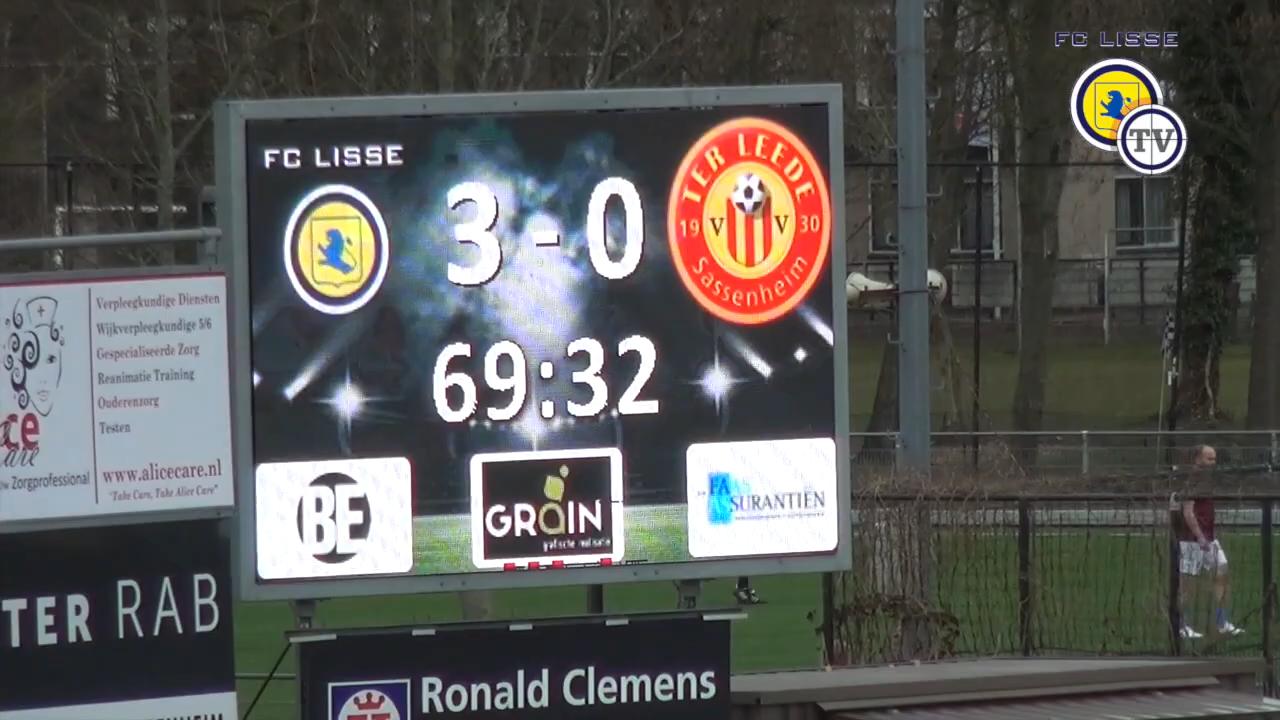 FC LISSE
TV
FC LISSE
3 - 0
TER LEEDE
19 V V 30
Sassenheim
69:32
BE
GRAIN
FA
SURANTIEN
Verpleegkundige Diensten
Wijkverpleegkundige 5/6
Gespecialiseerde Zorg
Reanimatie Training
Ouderenzorg
Testen
ce
are
Zorgprofessional
www.alicecare.nl
"Take Care, Take Alice Care"
TER RAB
Ronald Clemens